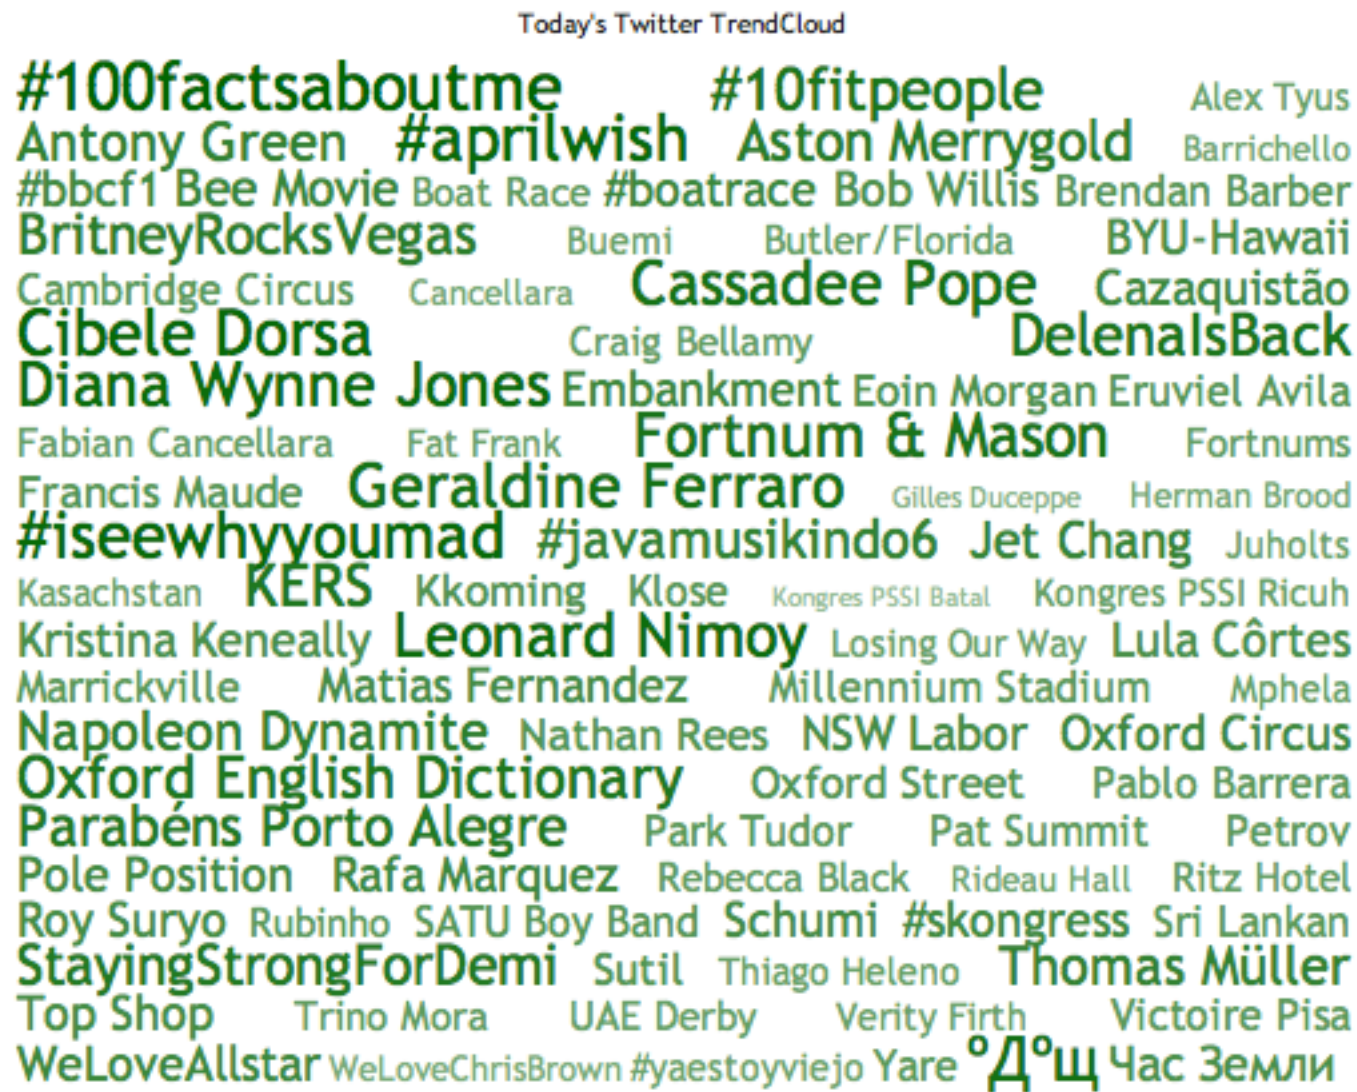 Today's Twitter TrendCloud
#100factsaboutme #10fitpeople Alex Tyus
Antony Green #aprilwish Aston Merrygold Barrichello
#bbcf1 Bee Movie Boat Race #boatrace Bob Willis Brendan Barber
BritneyRocksVegas Buemi Butler/Florida BYU-Hawaii
Cambridge Circus Cancellara Cassadee Pope Cazaquistão
Cibele Dorsa Craig Bellamy DelenaIsBack
Diana Wynne Jones Embankment Eoin Morgan Eruviel Avila
Fabian Cancellara Fat Frank Fortnum & Mason Fortnums
Francis Maude Geraldine Ferraro Gilles Duceppe Herman Brood
#iseewhyyoumad #javamusikindo6 Jet Chang Juholts
Kasachstan KERS Kkoming Klose Kongres PSSI Batal Kongres PSSI Ricuh
Kristina Keneally Leonard Nimoy Losing Our Way Lula Côrtes
Marrickville Matias Fernandez Millennium Stadium Mphela
Napoleon Dynamite Nathan Rees NSW Labor Oxford Circus
Oxford English Dictionary Oxford Street Pablo Barrera
Parabéns Porto Alegre Park Tudor Pat Summit Petrov
Pole Position Rafa Marquez Rebecca Black Rideau Hall Ritz Hotel
Roy Suryo Rubinho SATU Boy Band Schumi #skongress Sri Lankan
StayingStrongForDemi Sutil Thiago Heleno Thomas Müller
Top Shop Trino Mora UAE Derby Verity Firth Victoire Pisa
WeLoveAllstar WeLoveChrisBrown #yaestoyviejo Yare ºДºщ Час Земли